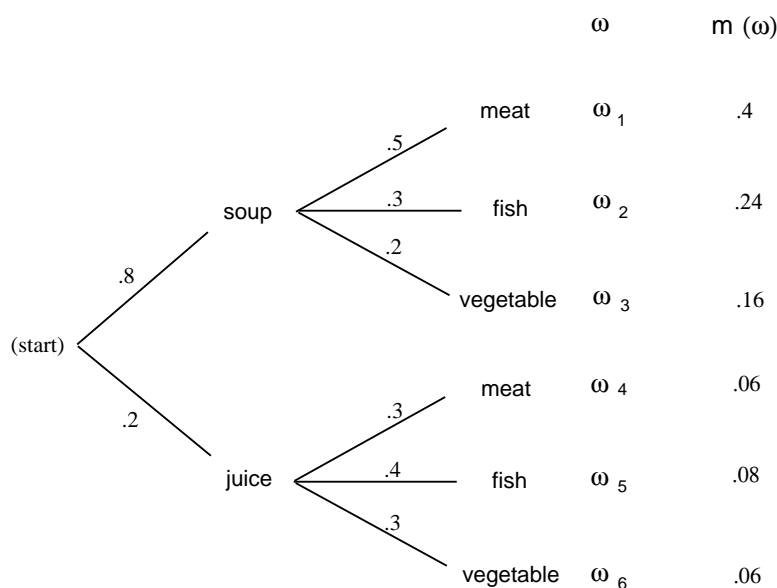 ω m (ω)
meat ω 1 .4
.5
soup .3 fish ω 2 .24
.2
.8
vegetable ω 3 .16
(start)
meat ω 4 .06
.2 .3
juice .4 fish ω 5 .08
.3
vegetable ω 6 .06